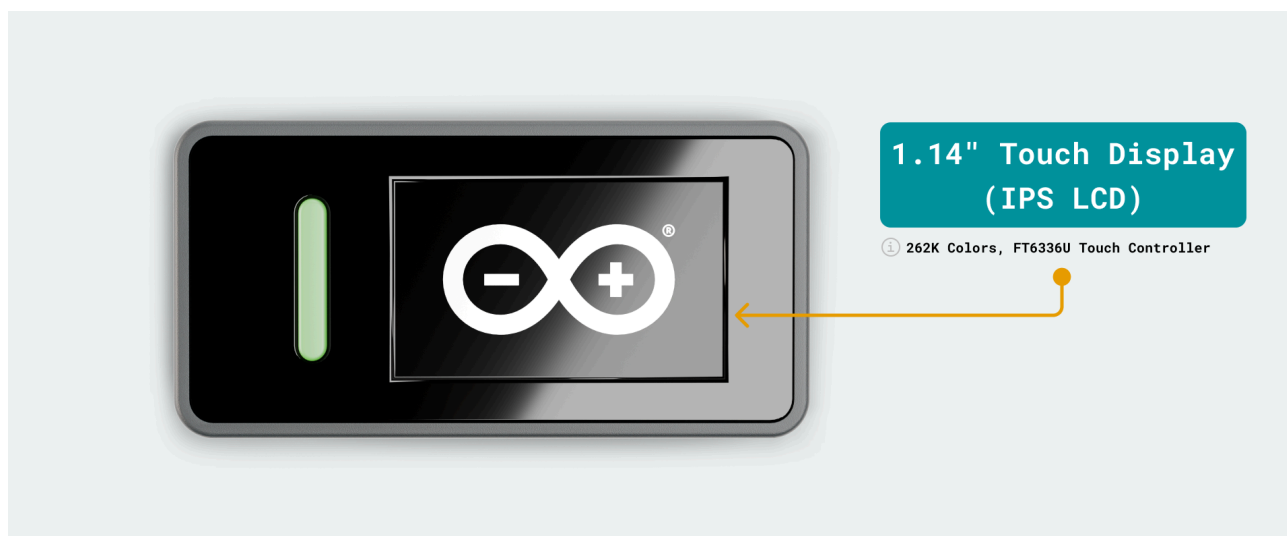 1.14" Touch Display
(IPS LCD)
262K Colors, FT6336U Touch Controller
®